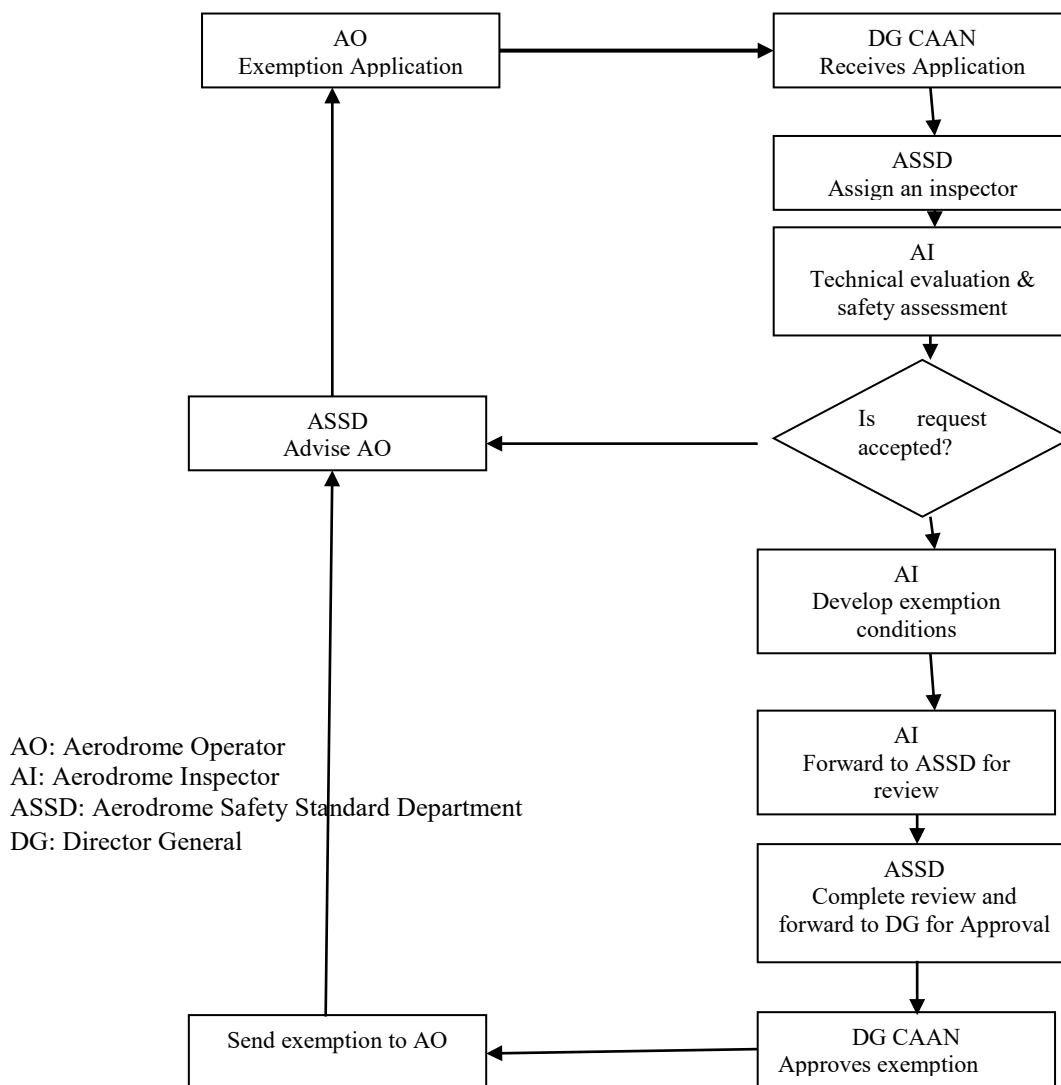 AO
Exemption Application
DG CAAN
Receives Application
ASSD
Assign an inspector
AI
Technical evaluation &
safety assessment
Is request
accepted?
ASSD
Advise AO
AI
Develop exemption
conditions
AI
Forward to ASSD for
review
AO: Aerodrome Operator
AI: Aerodrome Inspector
ASSD: Aerodrome Safety Standard Department
DG: Director General
ASSD
Complete review and
forward to DG for Approval
DG CAAN
Approves exemption
Send exemption to AO